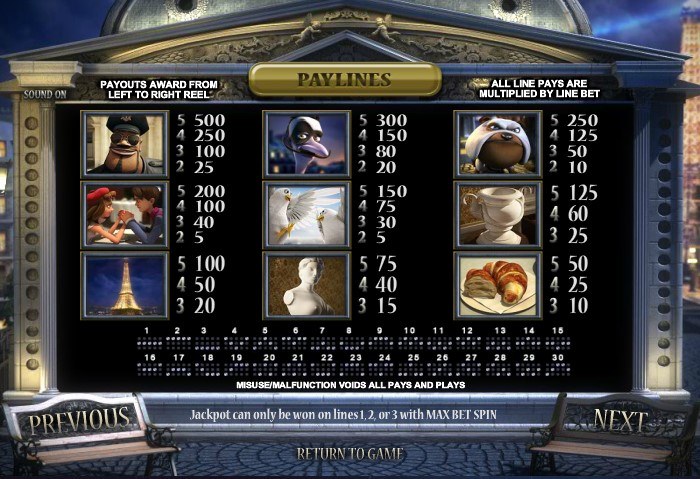 PAYLINES
SOUND ON
PAYOUTS AWARD FROM
LEFT TO RIGHT REEL
ALL LINE PAYS ARE
MULTIPLIED BY LINE BET
5 500
4 250
3 100
2 25
5 300
4 150
3 80
2 20
5 250
4 125
3 50
2 10
5 200
4 100
3 40
2 5
5 150
4 75
3 30
2 5
5 125
4 60
3 25
5 100
4 50
3 20
5 75
4 40
3 15
5 50
4 25
3 10
1 2 3 4 5 6 7 8 9 10 11 12 13 14 15
16 17 18 19 20 21 22 23 24 25 26 27 28 29 30
MISUSE/MALFUNCTION VOIDS ALL PAYS AND PLAYS
PREVIOUS
Jackpot can only be won on lines 1, 2, or 3 with MAX BET SPIN
NEXT
RETURN TO GAME